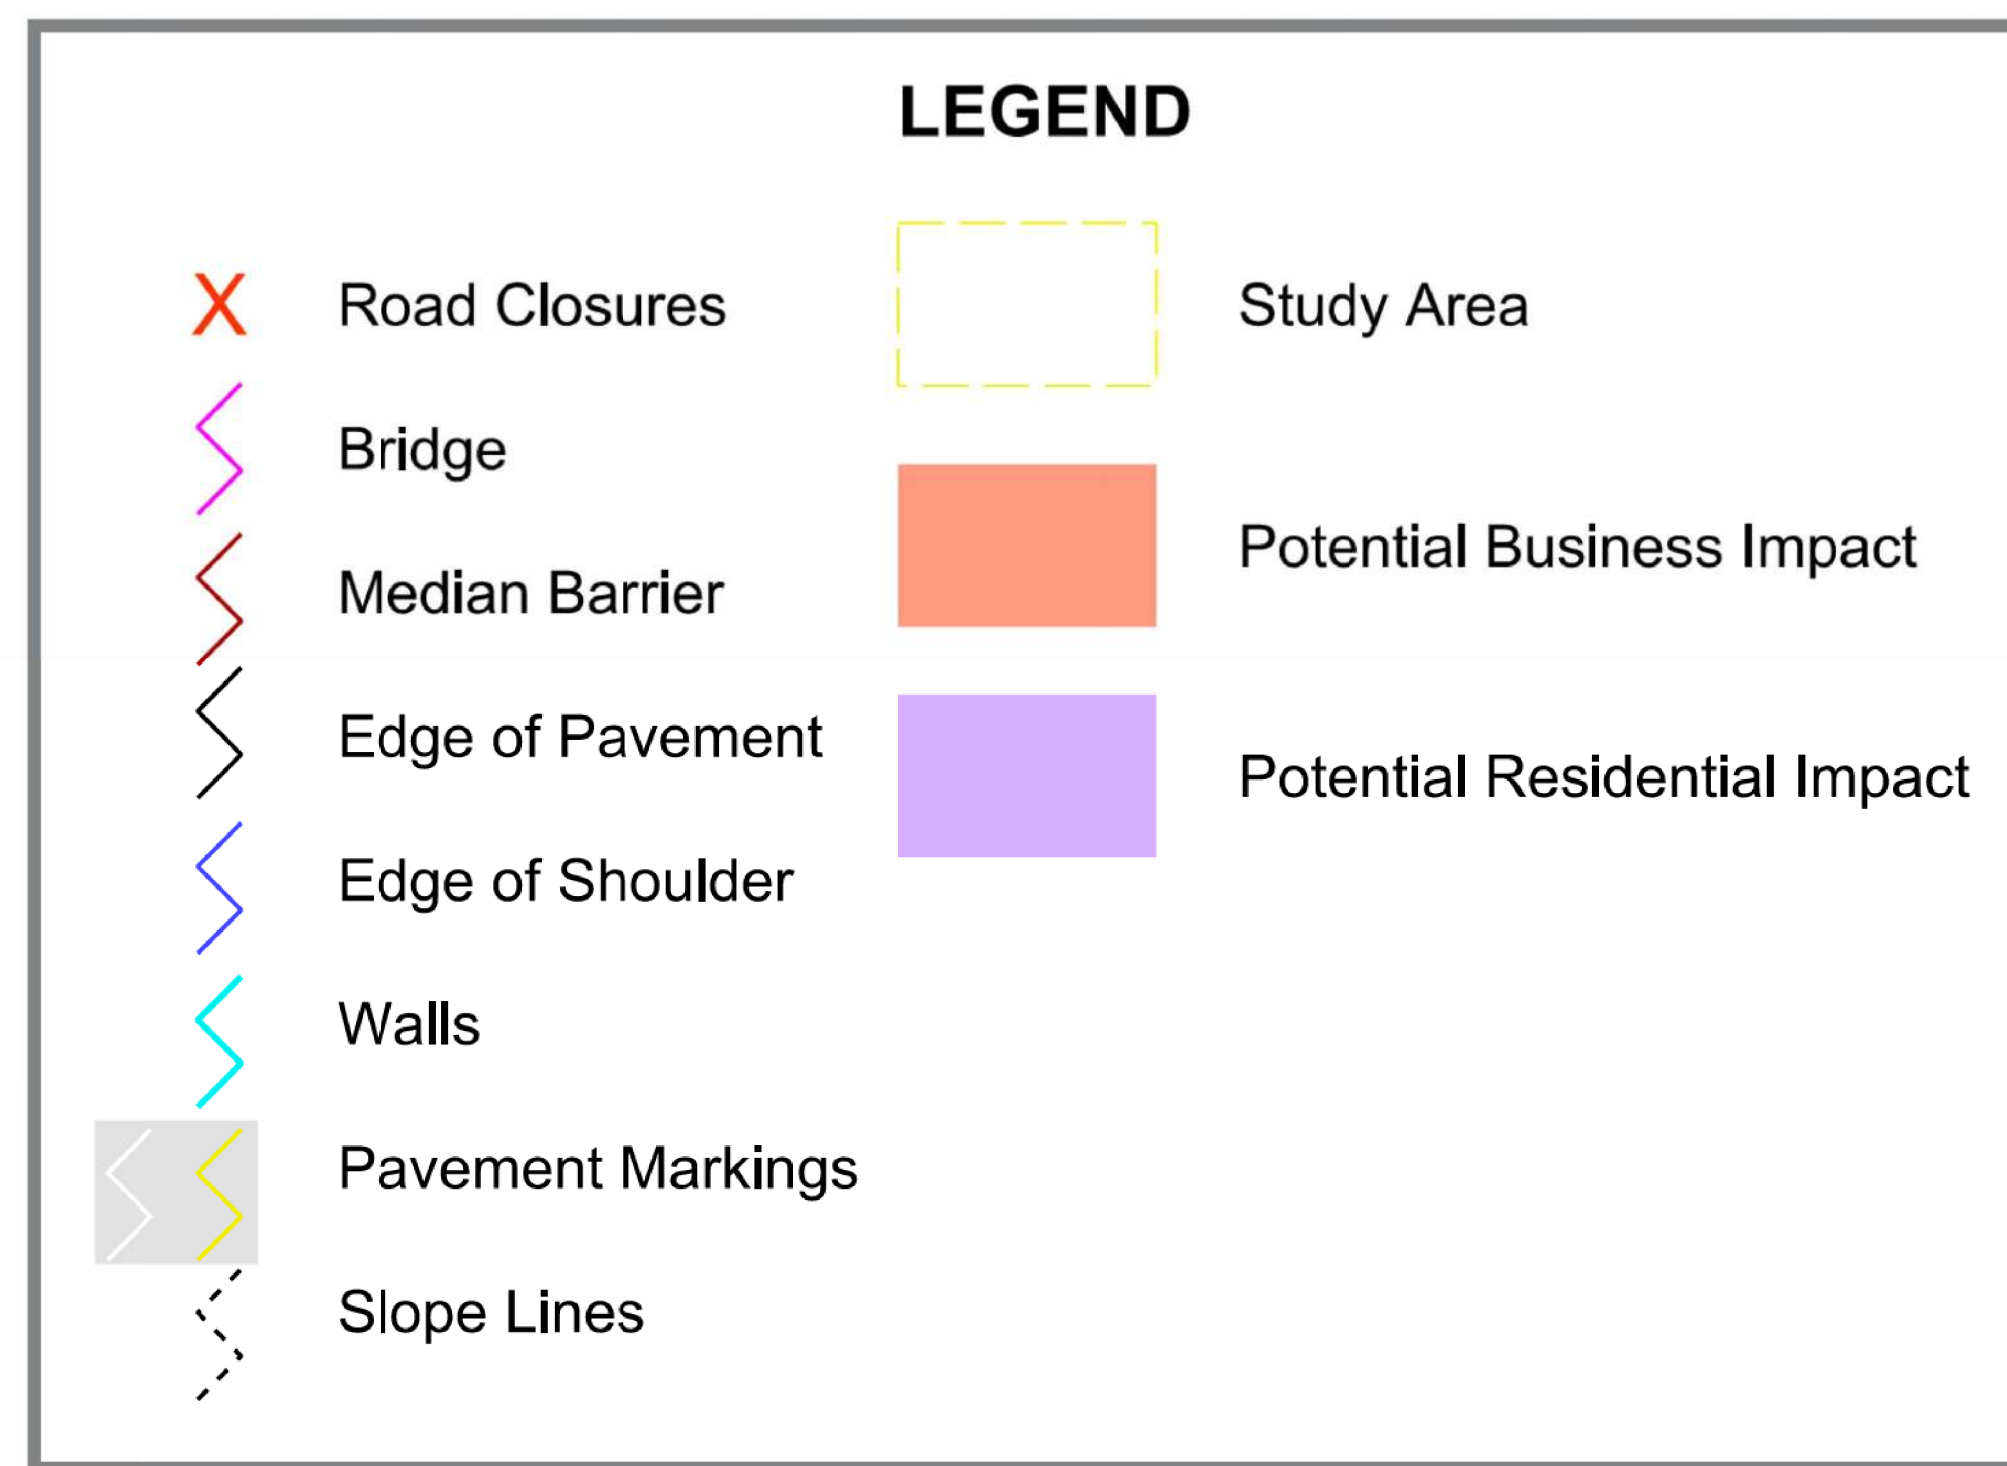 LEGEND
X Road Closures
Bridge
Median Barrier
Edge of Pavement
Edge of Shoulder
Walls
Pavement Markings
Slope Lines
Study Area
Potential Business Impact
Potential Residential Impact